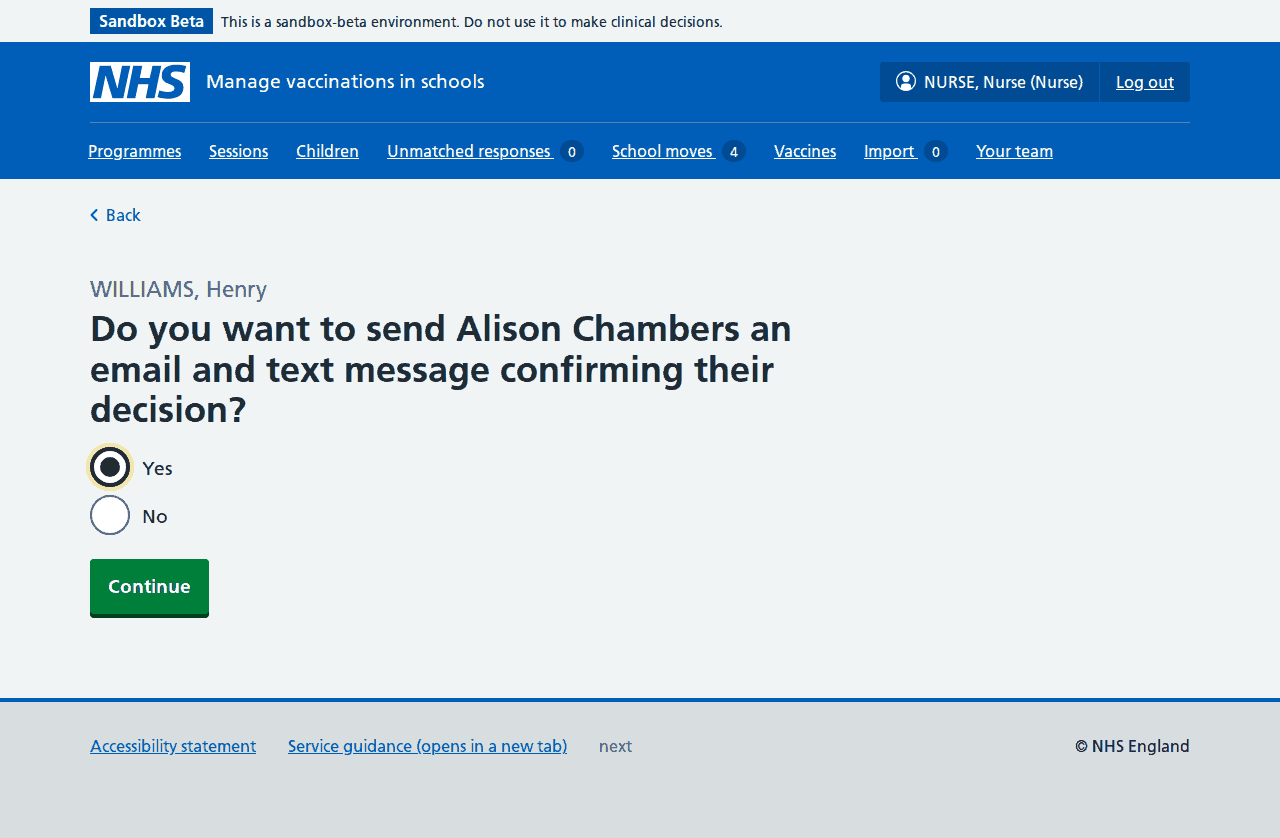 Sandbox Beta This is a sandbox-beta environment. Do not use it to make clinical decisions.
NHS Manage vaccinations in schools NURSE, Nurse (Nurse) Log out
Programmes Sessions Children Unmatched responses 0 School moves 4 Vaccines Import 0 Your team
Back
WILLIAMS, Henry
Do you want to send Alison Chambers an
email and text message confirming their
decision?
Yes
No
Continue
Accessibility statement Service guidance (opens in a new tab) next © NHS England